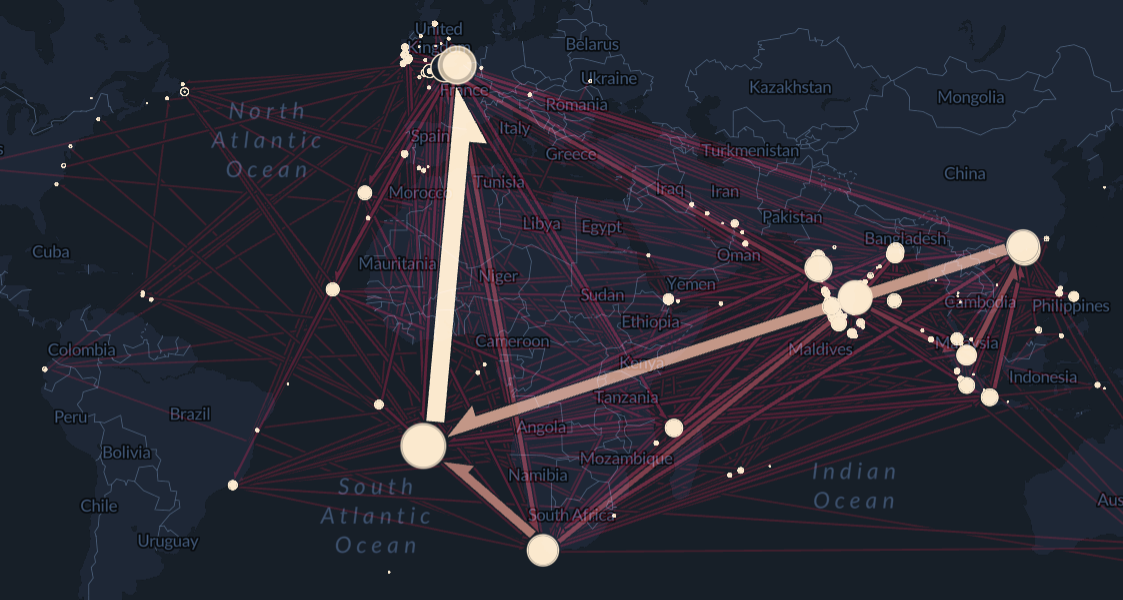 United
Kingdom
Belarus
Ukraine
Kazakhstan
Mongolia
France
Romania
North
Atlantic
Ocean
Spain
Italy
Greece
Turkmenistan
China
Morocco
Tunisia
Iraq
Iran
Pakistan
Cuba
Libya
Egypt
Oman
Bangladesh
Mauritania
Niger
Sudan
Yemen
Cambodia
Philippines
Ethiopia
Colombia
Cameroon
Kenya
Maldives
Malaysia
Indonesia
Peru
Brazil
Tanzania
Angola
Bolivia
Mozambique
Namibia
South
Atlantic
Ocean
Indian
Ocean
Chile
South Africa
Aus
Uruguay